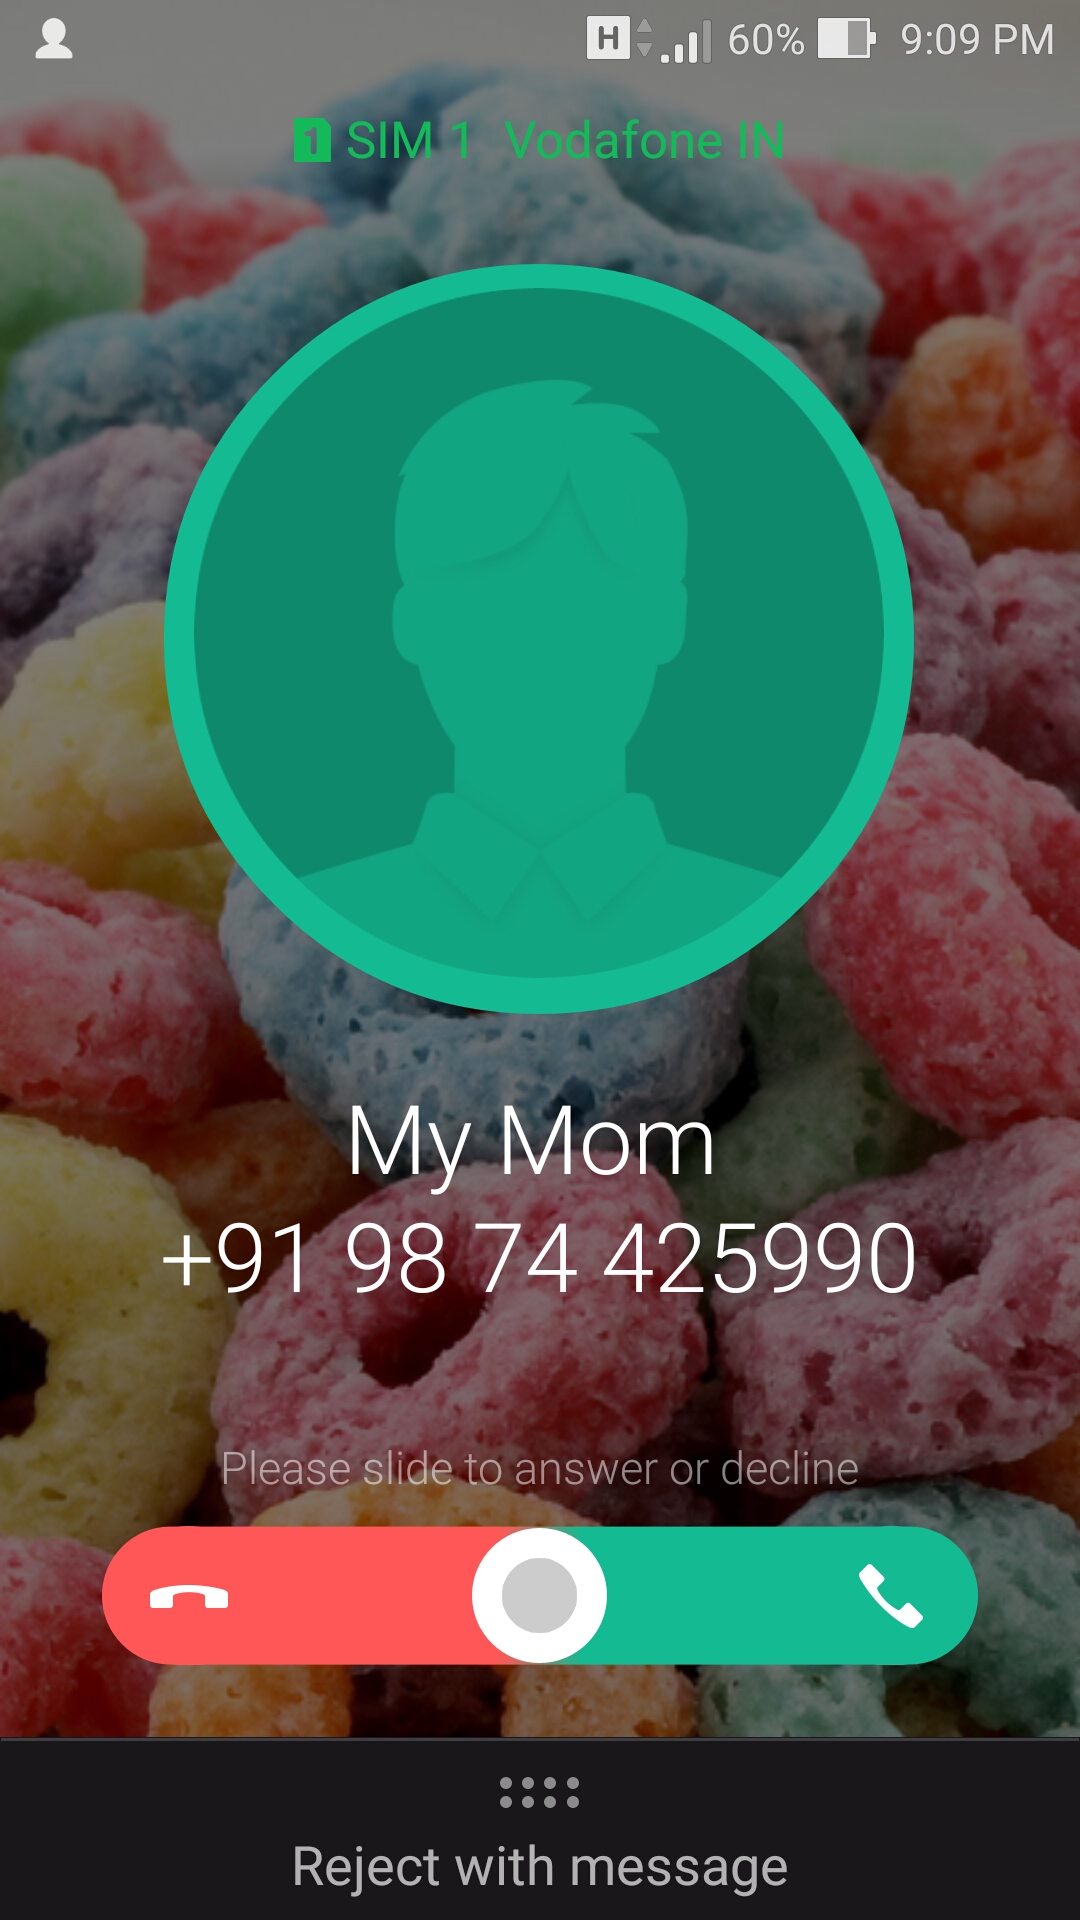 H 60% 9:09 PM
1 SIM 1 Vodafone IN
My Mom
+91 98 74 425990
Please slide to answer or decline
Reject with message